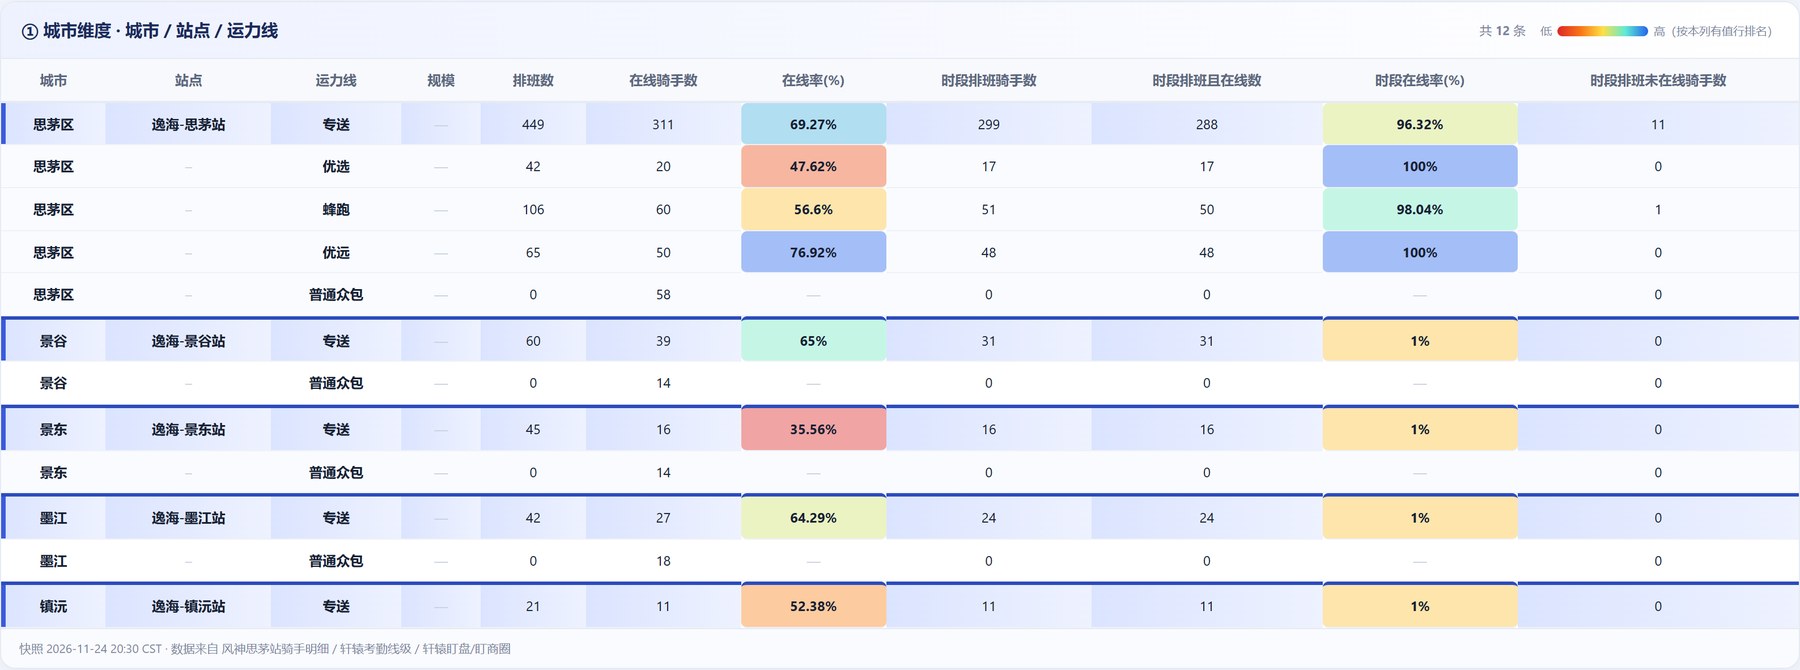 ① 城市维度 · 城市 / 站点 / 运力线
共 12 条 低 高 (按本列有值行排名)
城市 站点 运力线 规模 排班数 在线骑手数 在线率(%) 时段排班骑手数 时段排班且在线数 时段在线率(%) 时段排班未在线骑手数
思茅区 逸海-思茅站 专送 — 449 311 69.27% 299 288 96.32% 11
思茅区 – 优选 — 42 20 47.62% 17 17 100% 0
思茅区 – 蜂跑 — 106 60 56.6% 51 50 98.04% 1
思茅区 – 优远 — 65 50 76.92% 48 48 100% 0
思茅区 – 普通众包 — 0 58 — 0 0 — 0
景谷 逸海-景谷站 专送 — 60 39 65% 31 31 1% 0
景谷 – 普通众包 — 0 14 — 0 0 — 0
景东 逸海-景东站 专送 — 45 16 35.56% 16 16 1% 0
景东 – 普通众包 — 0 14 — 0 0 — 0
墨江 逸海-墨江站 专送 — 42 27 64.29% 24 24 1% 0
墨江 – 普通众包 — 0 18 — 0 0 — 0
镇沅 逸海-镇沅站 专送 — 21 11 52.38% 11 11 1% 0
快照 2026-11-24 20:30 CST · 数据来自 风神思茅站骑手明细 / 轩辕考勤线级 / 轩辕盯盘/盯商圈